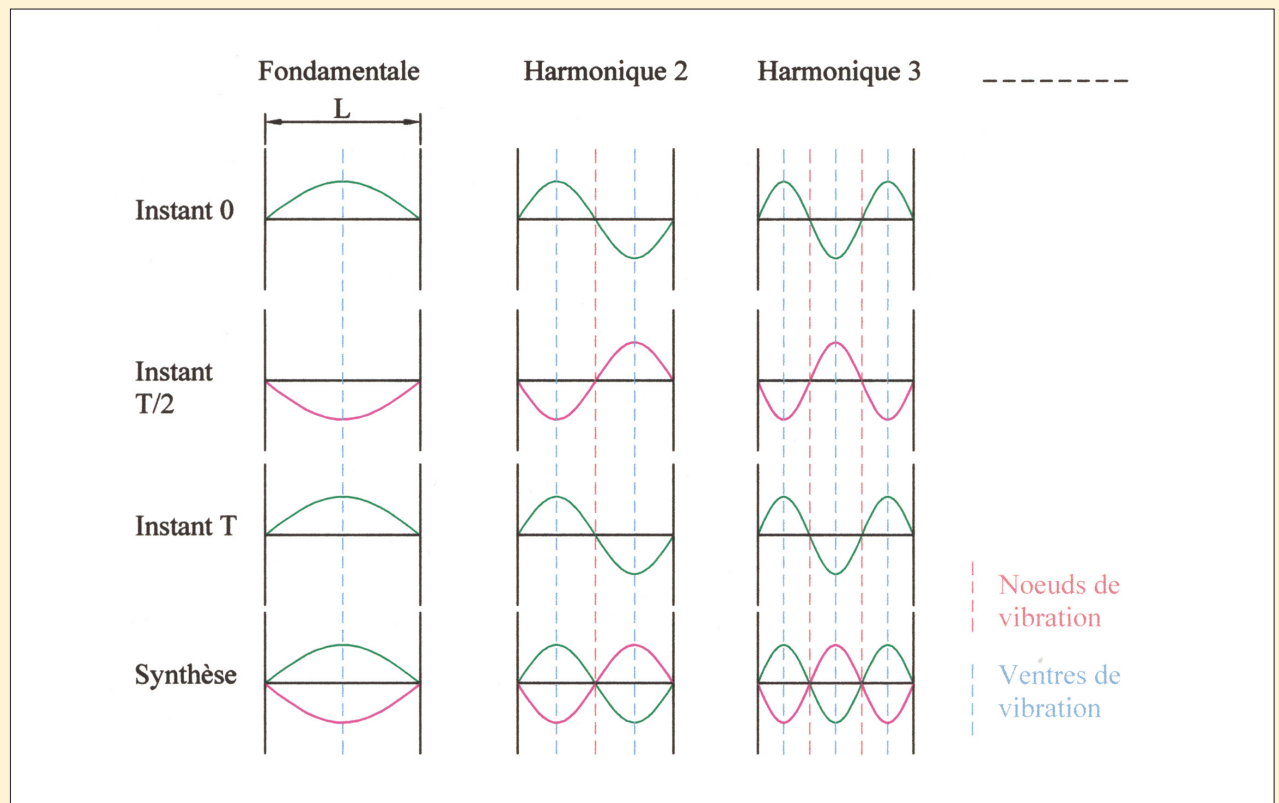 Fondamentale
Harmonique 2
Harmonique 3
L
Instant 0
Instant
T/2
Instant T
Synthèse
Noeuds de
vibration
Ventres de
vibration